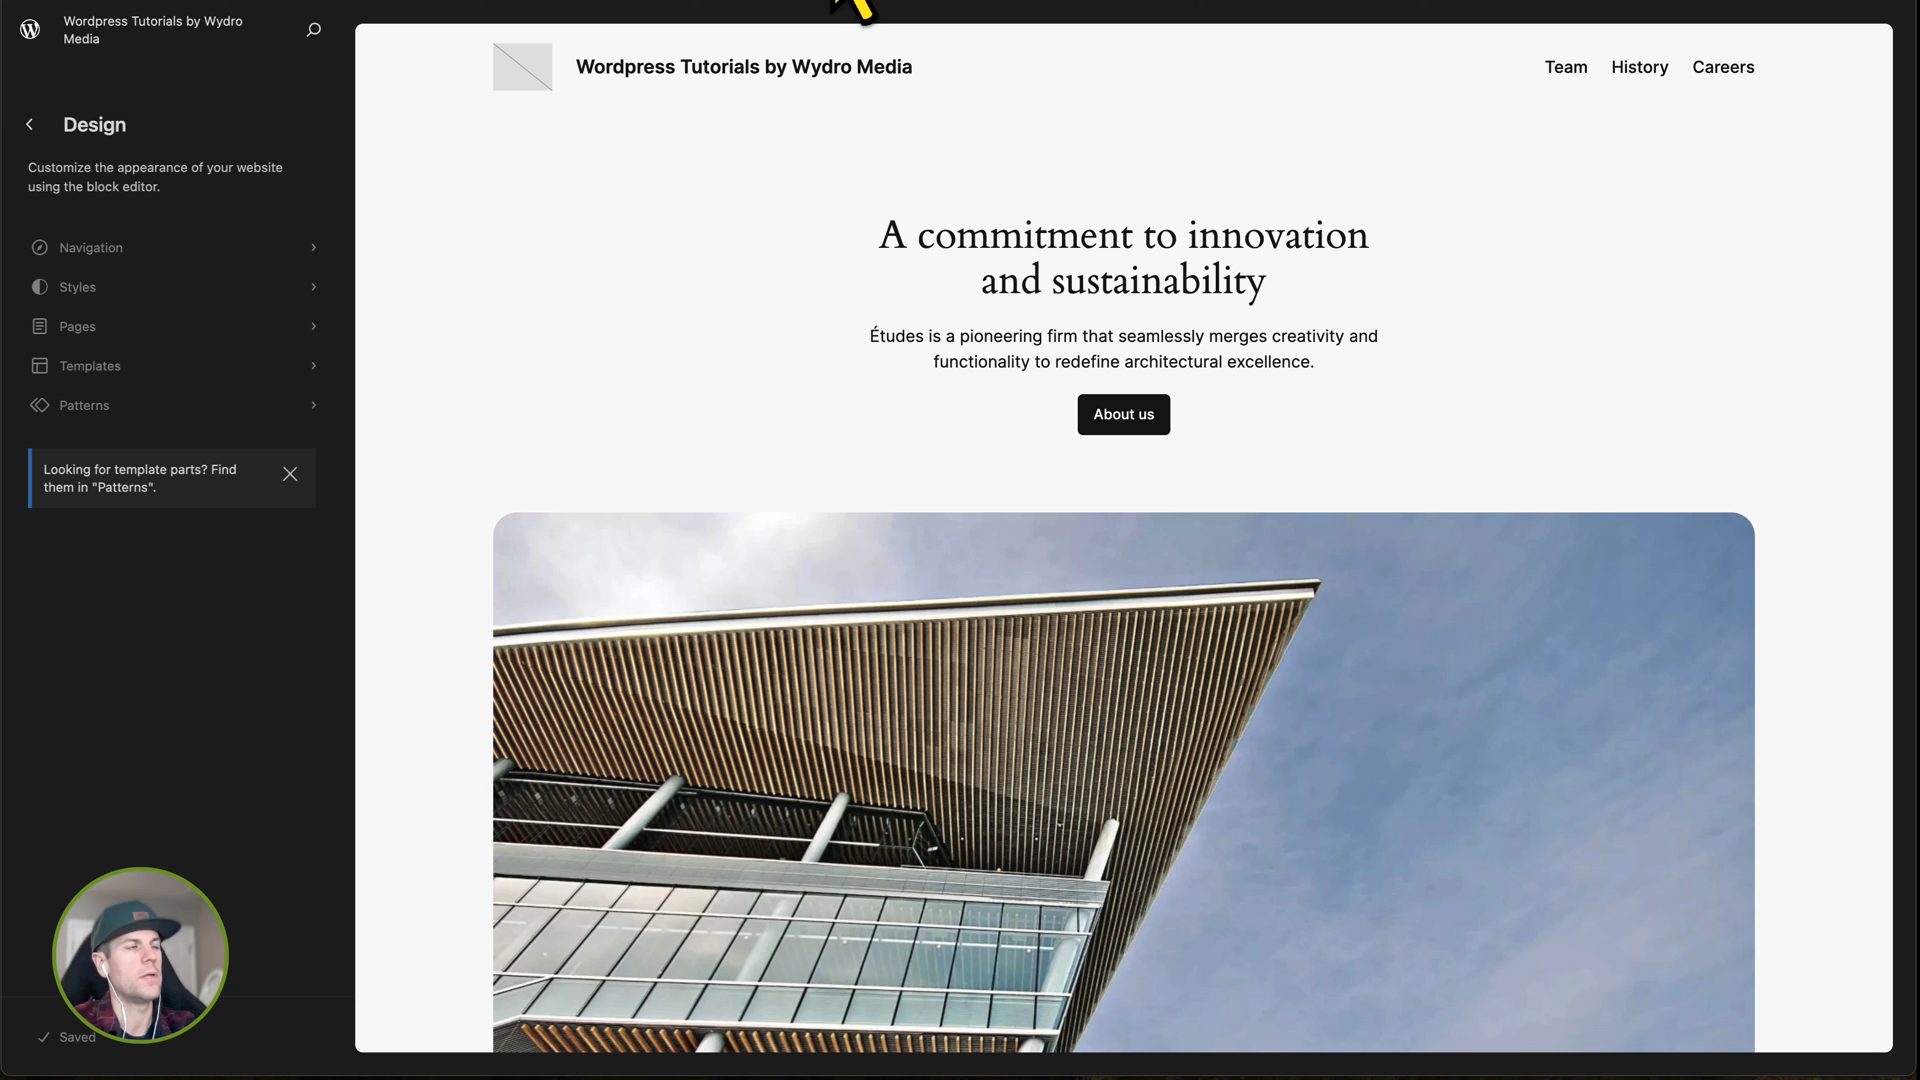 Wordpress Tutorials by Wydro
Media
Design
Customize the appearance of your website
using the block editor.
Navigation
Styles
Pages
Templates
Patterns
Looking for template parts? Find
them in "Patterns".
Saved
Wordpress Tutorials by Wydro Media
Team History Careers
A commitment to innovation
and sustainability
Études is a pioneering firm that seamlessly merges creativity and
functionality to redefine architectural excellence.
About us